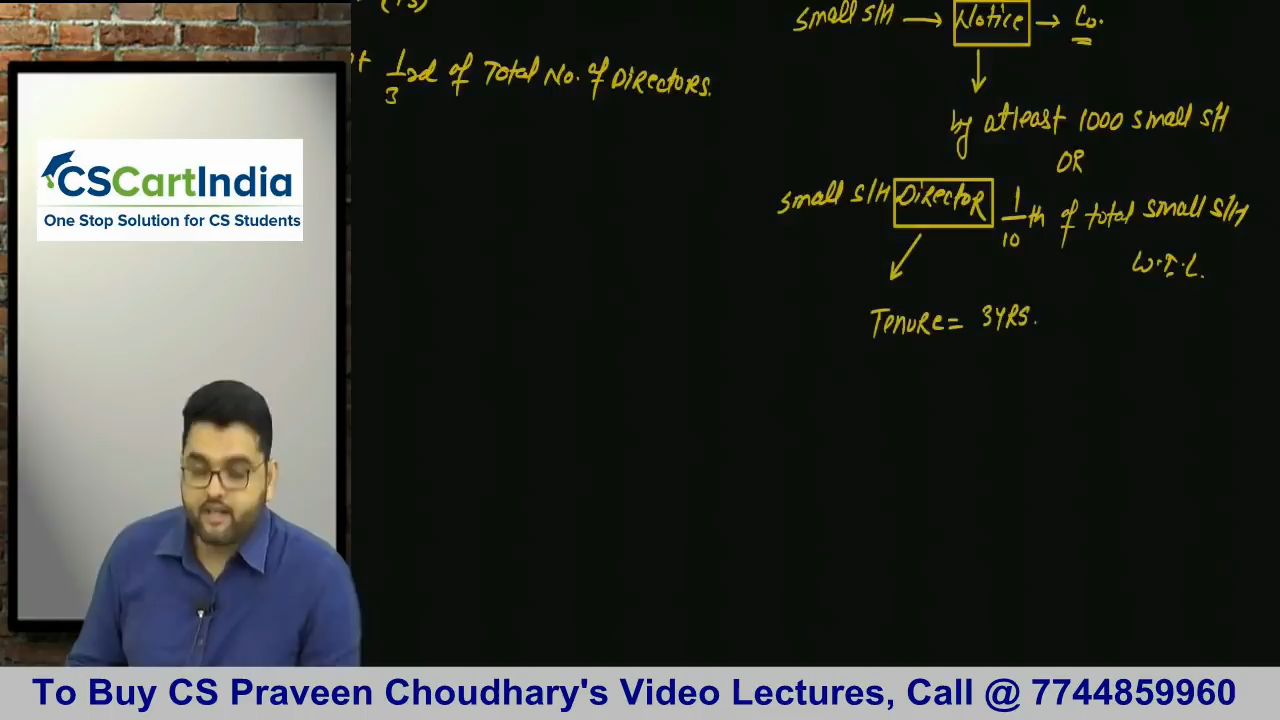 (TS)
1/3rd of Total No. of Directors.
small s/H → Notice → Co.
by atleast 1000 small s/H
OR
small s/H Director
1/10th of total small s/H
W.I.L.
Tenure = 3YRS.
CSCartIndia
One Stop Solution for CS Students
To Buy CS Praveen Choudhary's Video Lectures, Call @ 7744859960